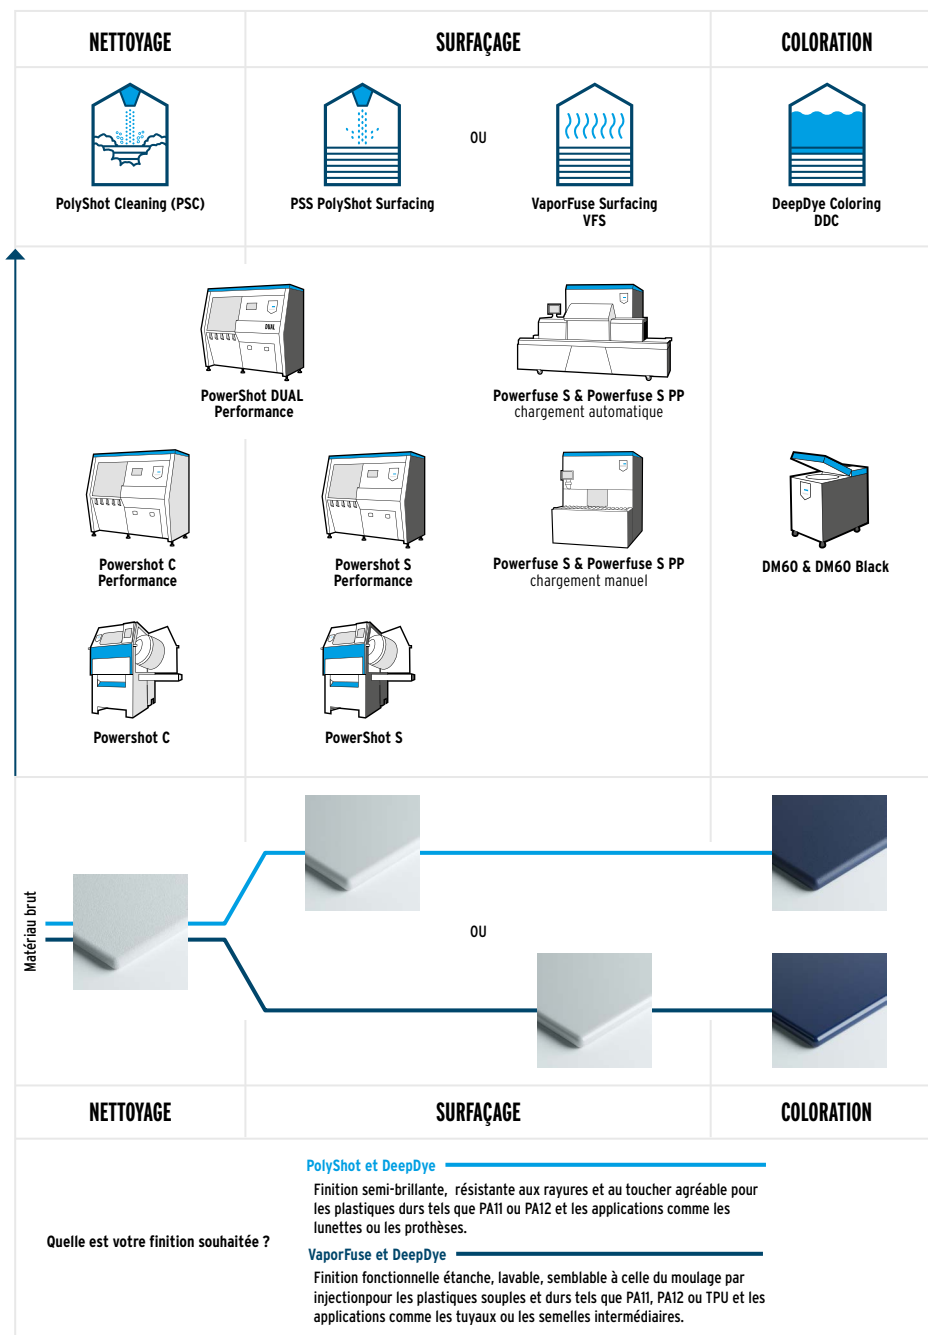 NETTOYAGE
SURFAÇAGE
COLORATION
OU
PolyShot Cleaning (PSC)
PSS PolyShot Surfacing
VaporFuse Surfacing
VFS
DeepDye Coloring
DDC
DUAL
PowerShot DUAL
Performance
Powerfuse S & Powerfuse S PP
chargement automatique
Powershot C
Performance
Powershot S
Performance
Powerfuse S & Powerfuse S PP
chargement manuel
DM60 & DM60 Black
Powershot C
PowerShot S
Matériau brut
OU
NETTOYAGE
SURFAÇAGE
COLORATION
Quelle est votre finition souhaitée ?
PolyShot et DeepDye
Finition semi-brillante, résistante aux rayures et au toucher agréable pour
les plastiques durs tels que PA11 ou PA12 et les applications comme les
lunettes ou les prothèses.
VaporFuse et DeepDye
Finition fonctionnelle étanche, lavable, semblable à celle du moulage par
injectionpour les plastiques souples et durs tels que PA11, PA12 ou TPU et les
applications comme les tuyaux ou les semelles intermédiaires.